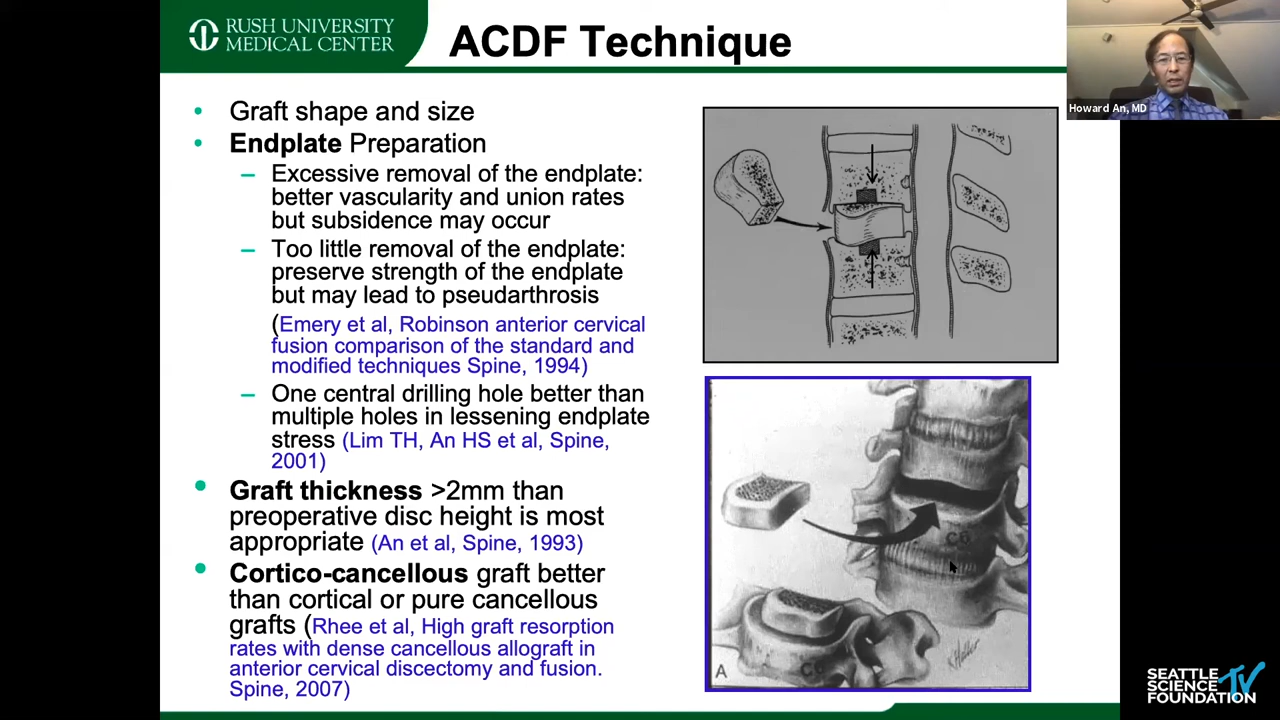 RUSH UNIVERSITY
MEDICAL CENTER
ACDF Technique
Howard An, MD
• Graft shape and size
• Endplate Preparation
– Excessive removal of the endplate:
better vascularity and union rates
but subsidence may occur
– Too little removal of the endplate:
preserve strength of the endplate
but may lead to pseudarthrosis
(Emery et al, Robinson anterior cervical
fusion comparison of the standard and
modified techniques Spine, 1994)
– One central drilling hole better than
multiple holes in lessening endplate
stress (Lim TH, An HS et al, Spine,
2001)
• Graft thickness >2mm than
preoperative disc height is most
appropriate (An et al, Spine, 1993)
• Cortico-cancellous graft better
than cortical or pure cancellous
grafts (Rhee et al, High graft resorption
rates with dense cancellous allograft in
anterior cervical discectomy and fusion.
Spine, 2007)
A
SEATTLE
SCIENCE
FOUNDATION
TV